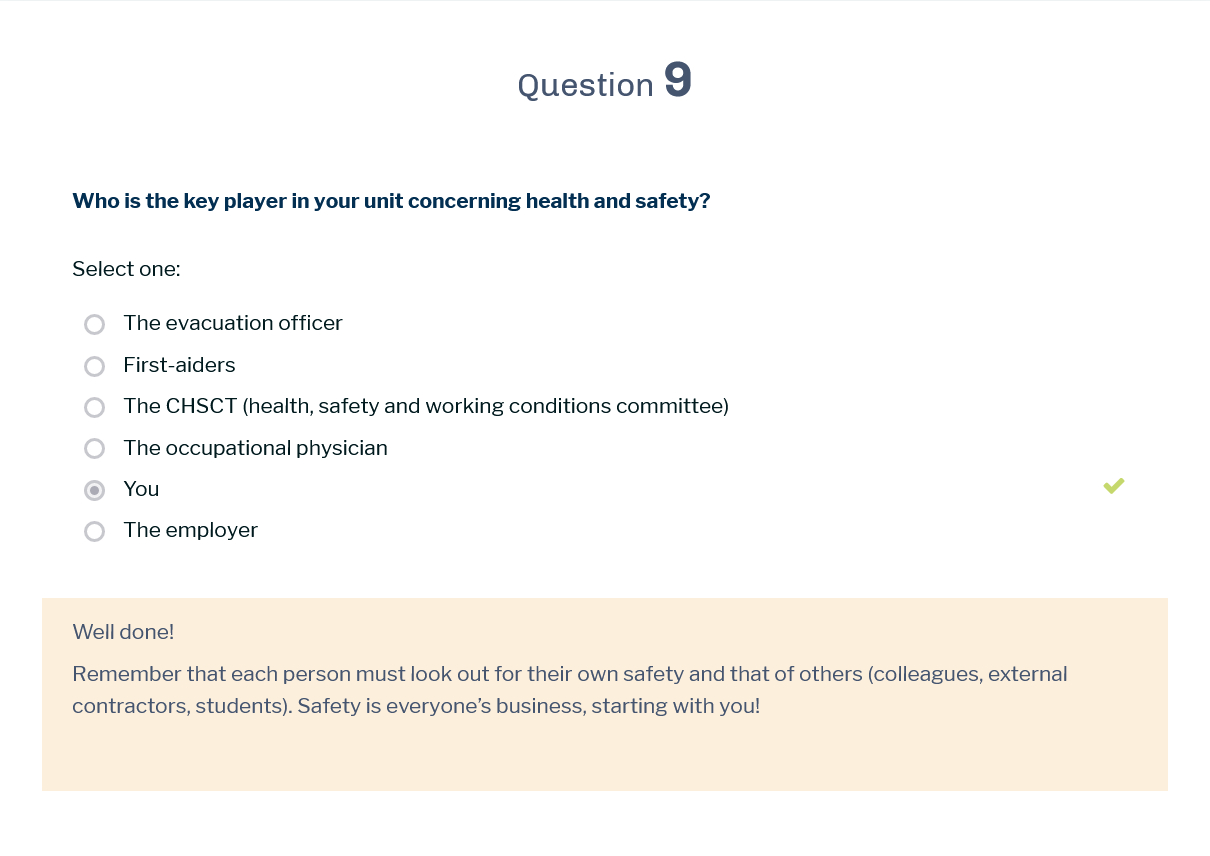 Question 9
Who is the key player in your unit concerning health and safety?
Select one:
The evacuation officer
First-aiders
The CHSCT (health, safety and working conditions committee)
The occupational physician
You
The employer
Well done!
Remember that each person must look out for their own safety and that of others (colleagues, external
contractors, students). Safety is everyone’s business, starting with you!